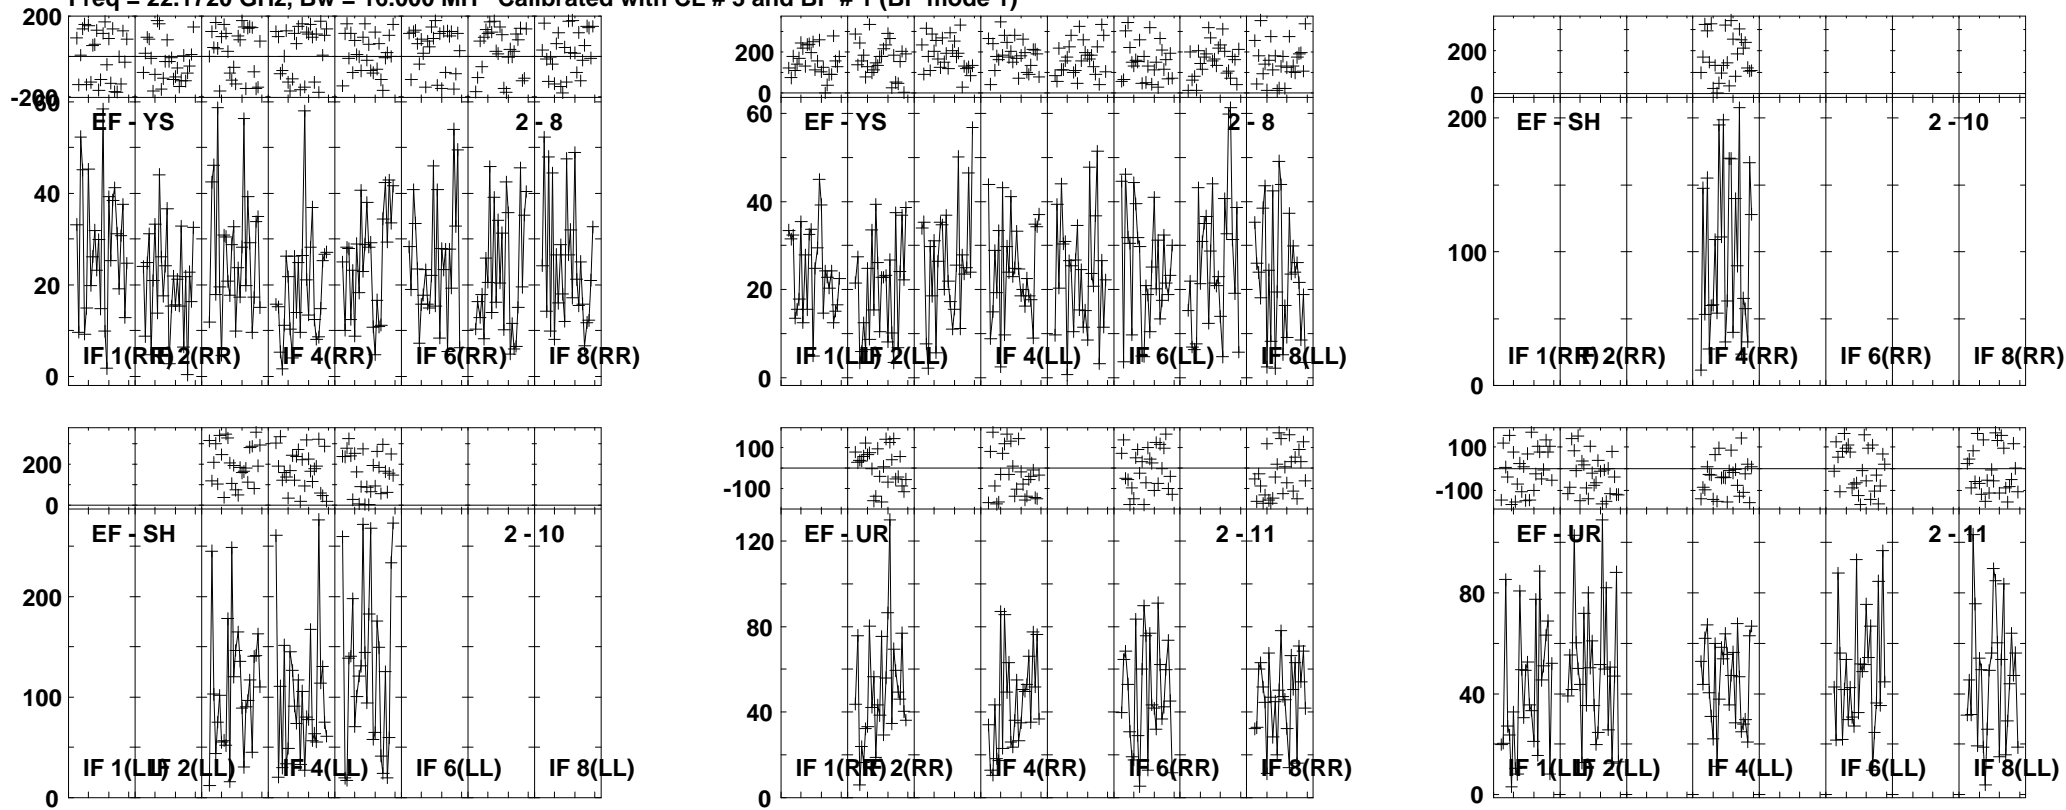 Freq = 22.1720 GHz, Bw = 16.000 MH Calibrated with CL # 3 and BP # 1 (BP mode 1)
200
-200
60
40
20
0
EF - YS 2 - 8
IF 1(RR) IF 2(RR) IF 4(RR) IF 6(RR) IF 8(RR)
200
0
60
40
20
0
EF - YS 2 - 8
IF 1(LL) IF 2(LL) IF 4(LL) IF 6(LL) IF 8(LL)
200
0
200
100
0
EF - SH 2 - 10
IF 1(RR) IF 2(RR) IF 4(RR) IF 6(RR) IF 8(RR)
200
0
200
100
0
EF - SH 2 - 10
IF 1(LL) IF 2(LL) IF 4(LL) IF 6(LL) IF 8(LL)
100
-100
120
80
40
0
EF - UR 2 - 11
IF 1(RR) IF 2(RR) IF 4(RR) IF 6(RR) IF 8(RR)
100
-100
80
40
0
EF - UR 2 - 11
IF 1(LL) IF 2(LL) IF 4(LL) IF 6(LL) IF 8(LL)